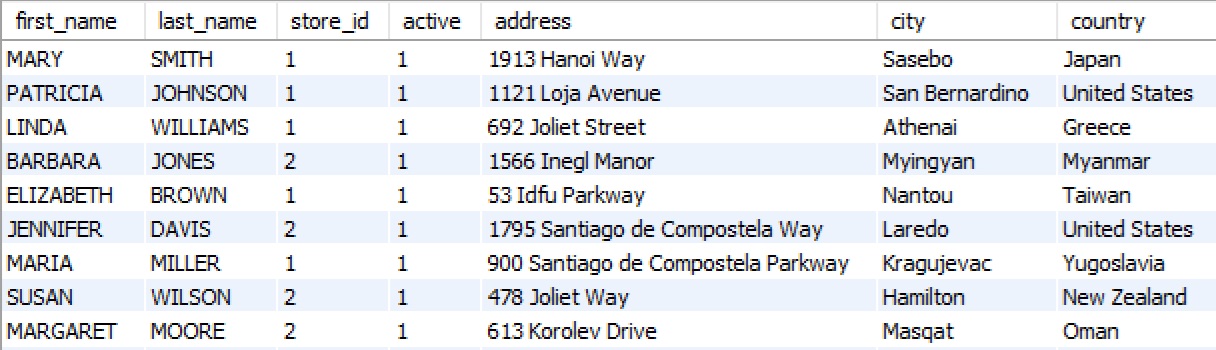 first_name last_name store_id active address city country
MARY SMITH 1 1 1913 Hanoi Way Sasebo Japan
PATRICIA JOHNSON 1 1 1121 Loja Avenue San Bernardino United States
LINDA WILLIAMS 1 1 692 Joliet Street Athenai Greece
BARBARA JONES 2 1 1566 Inegl Manor Myingyan Myanmar
ELIZABETH BROWN 1 1 53 Idfu Parkway Nantou Taiwan
JENNIFER DAVIS 2 1 1795 Santiago de Compostela Way Laredo United States
MARIA MILLER 1 1 900 Santiago de Compostela Parkway Kragujevac Yugoslavia
SUSAN WILSON 2 1 478 Joliet Way Hamilton New Zealand
MARGARET MOORE 2 1 613 Korolev Drive Masqat Oman